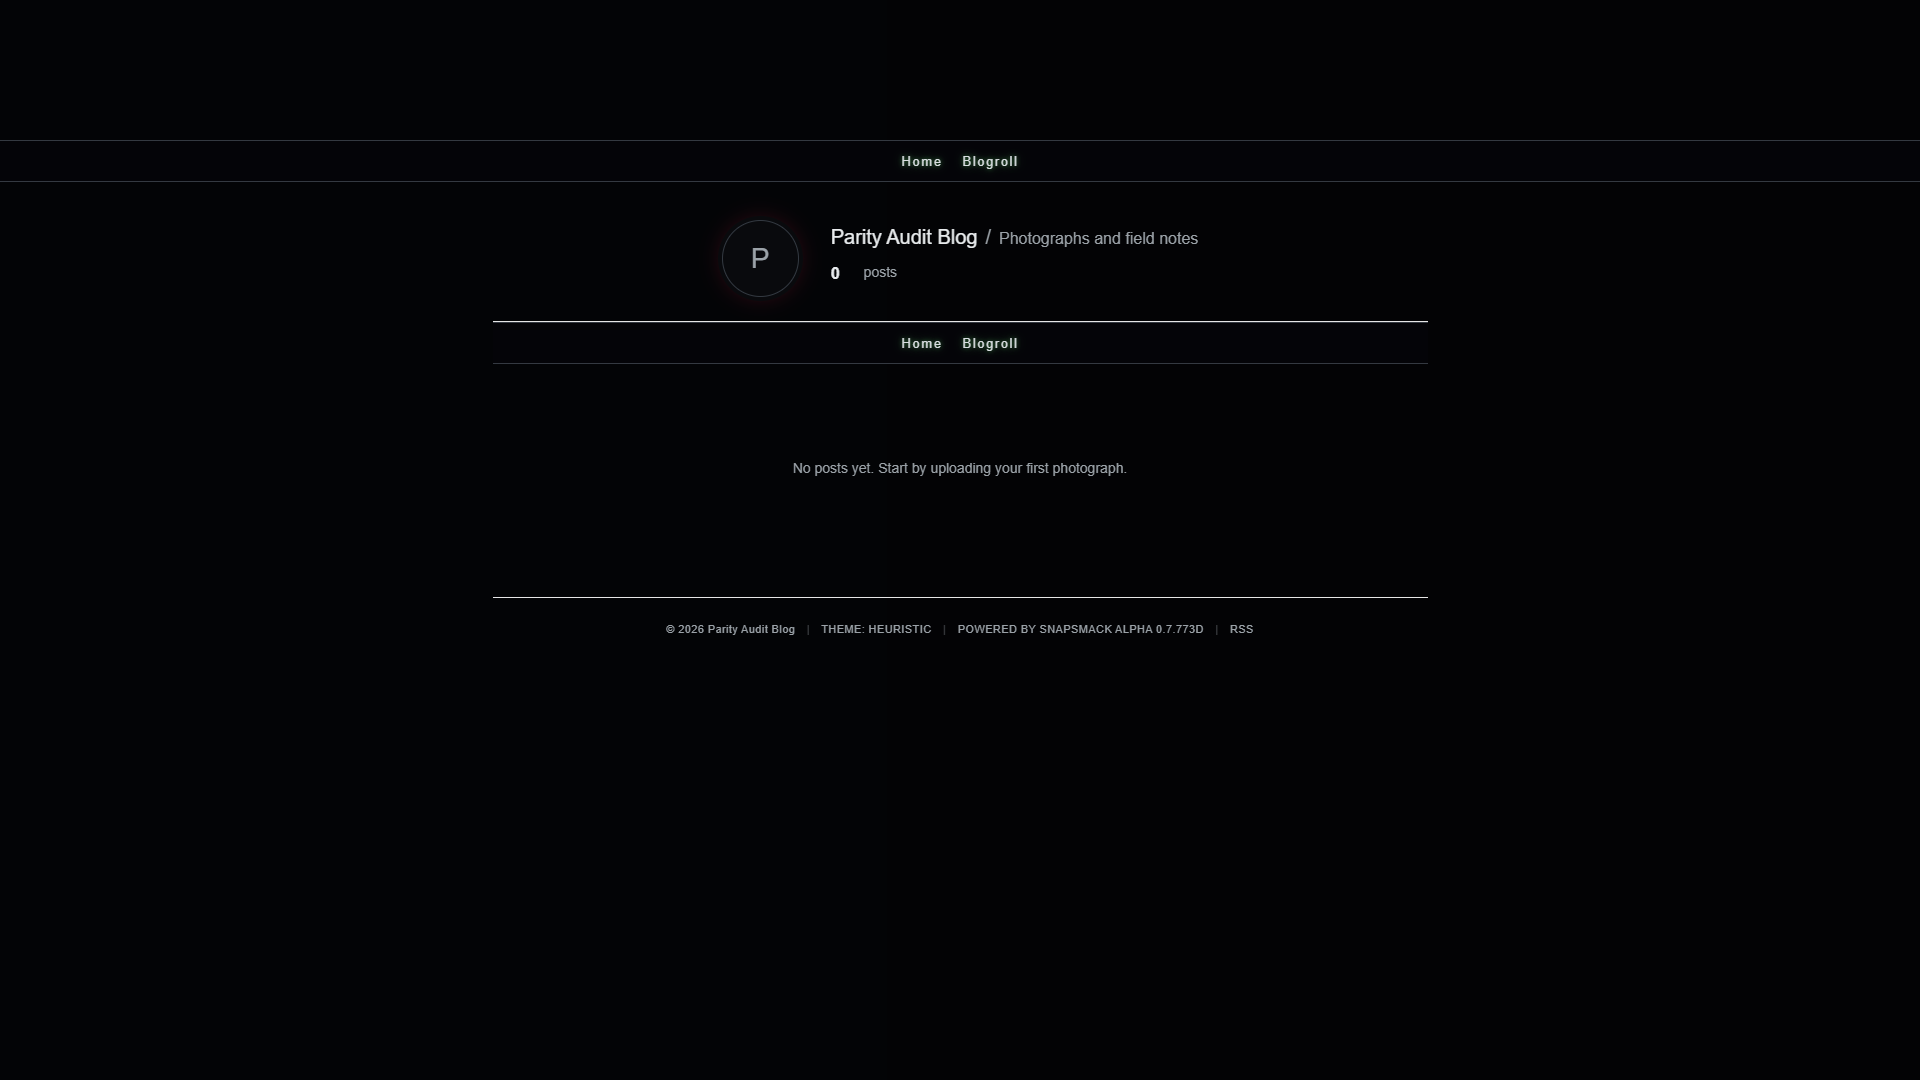 Home Blogroll
P
Parity Audit Blog / Photographs and field notes
0 posts
Home Blogroll
No posts yet. Start by uploading your first photograph.
© 2026 Parity Audit Blog | THEME: HEURISTIC | POWERED BY SNAPSMACK ALPHA 0.7.773D | RSS